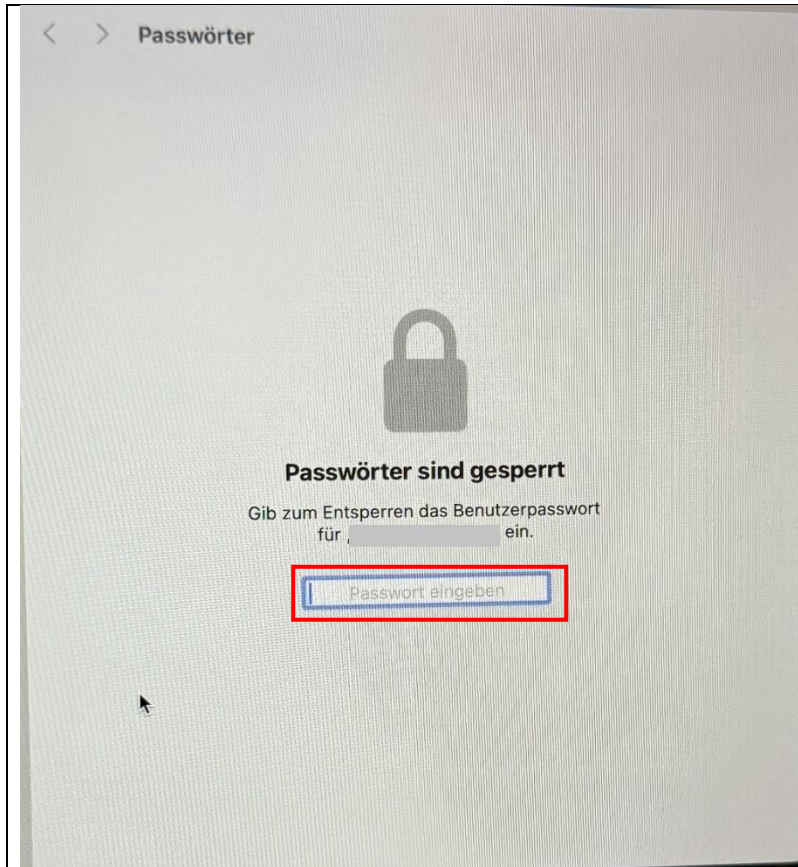 Passwörter
Passwörter sind gesperrt
Gib zum Entsperren das Benutzerpasswort
für „ ein.
Passwort eingeben